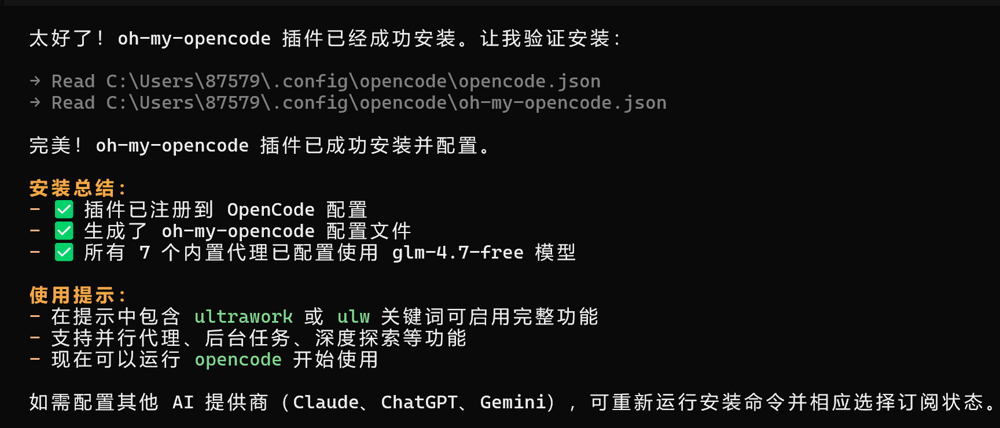 太好了！oh-my-opencode 插件已经成功安装。让我验证安装：
→ Read C:\Users\87579\.config\opencode\opencode.json
→ Read C:\Users\87579\.config\opencode\oh-my-opencode.json
完美！oh-my-opencode 插件已成功安装并配置。
安装总结：
- ✅ 插件已注册到 OpenCode 配置
- ✅ 生成了 oh-my-opencode 配置文件
- ✅ 所有 7 个内置代理已配置使用 glm-4.7-free 模型
使用提示：
- 在提示中包含 ultrawork 或 ulw 关键词可启用完整功能
- 支持并行代理、后台任务、深度探索等功能
- 现在可以运行 opencode 开始使用
如需配置其他 AI 提供商（Claude、ChatGPT、Gemini），可重新运行安装命令并相应选择订阅状态。